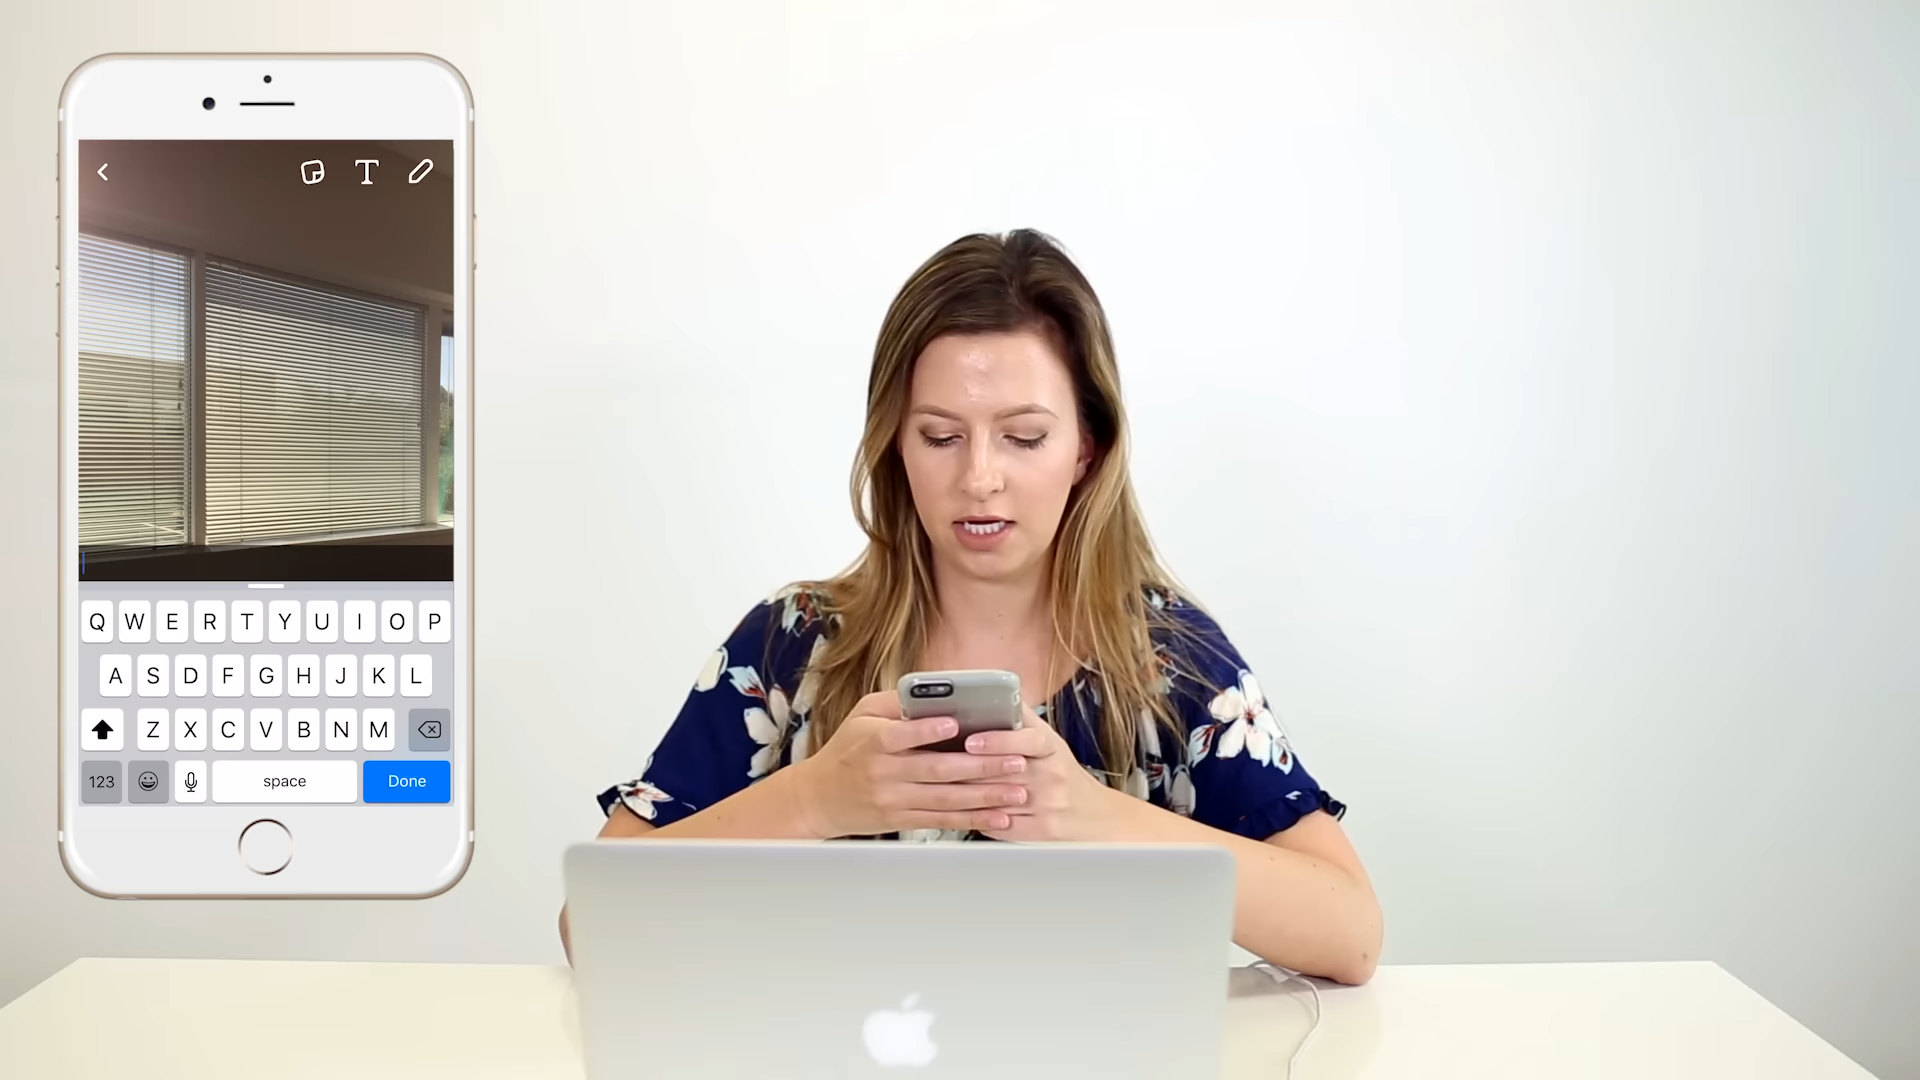 T
Q W E R T Y U I O P
A S D F G H J K L
Z X C V B N M
123 space Done